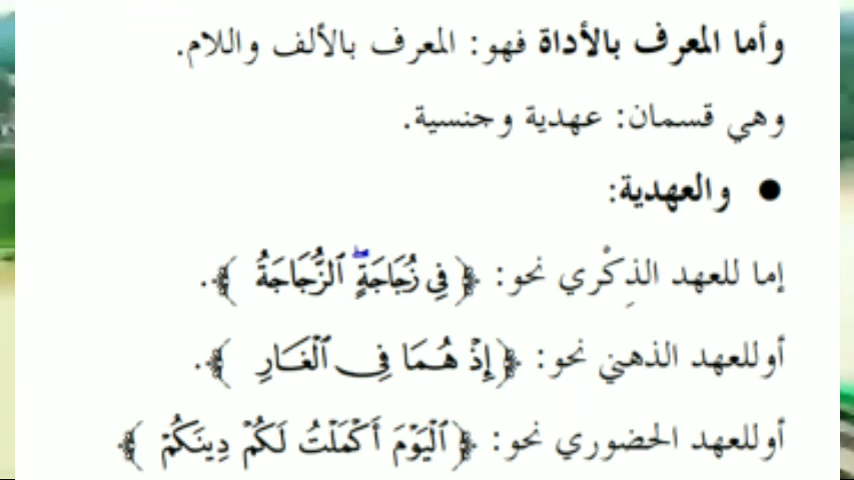 وأما المعرف بالأداة فهو: المعرف بالألف واللام.
وهي قسمان: عهدية وجنسية.
● والعهدية:
إما للعهد الذِكْري نحو: ﴿فِي زُجَاجَةٍۖ ٱلزُّجَاجَةُ ﴾.
أوللعهد الذهني نحو: ﴿إِذۡ هُمَا فِي ٱلۡغَارِ ﴾.
أوللعهد الحضوري نحو: ﴿ٱلۡيَوۡمَ أَكۡمَلۡتُ لَكُمۡ دِينَكُمۡ ﴾